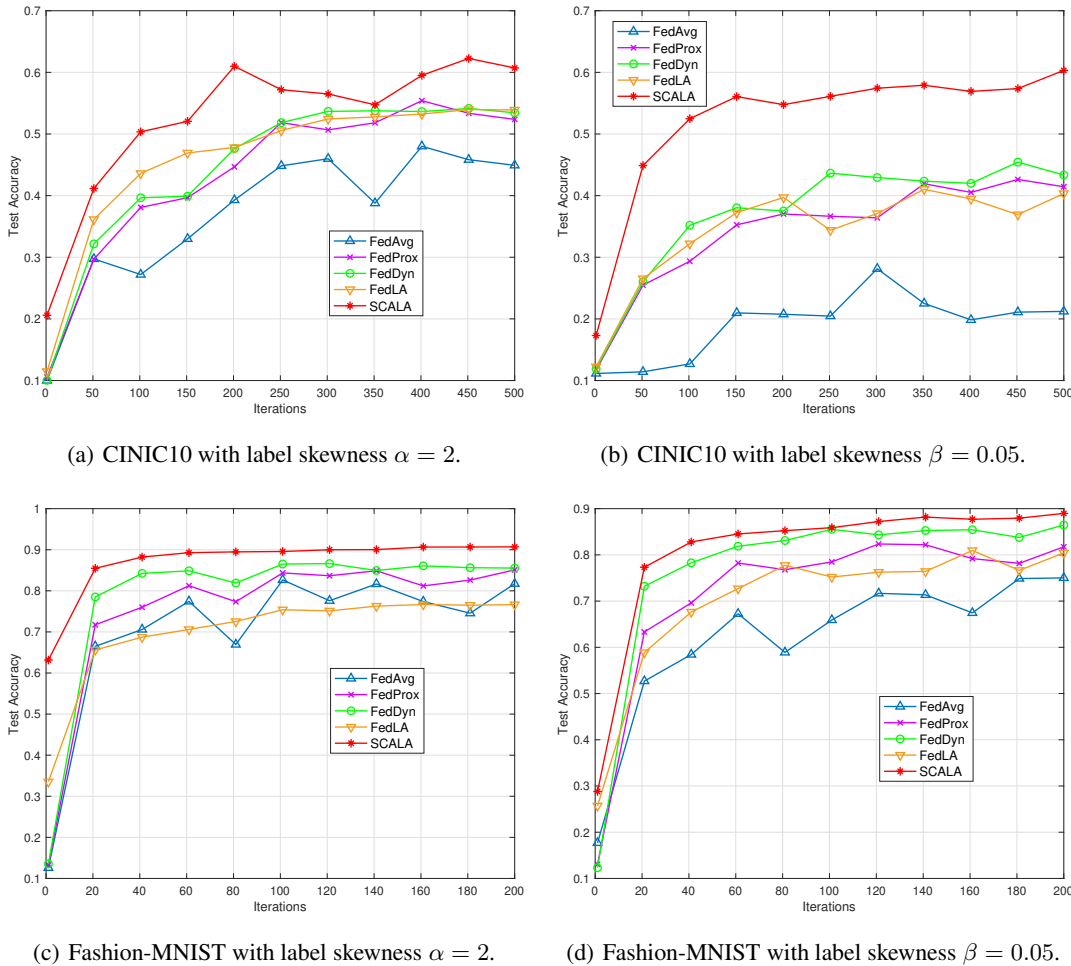 0.7
0.6
0.5
0.4
0.3
0.2
0.1
Test Accuracy
0 50 100 150 200 250 300 350 400 450 500
Iterations
FedAvg
FedProx
FedDyn
FedLA
SCALA
(a) CINIC10 with label skewness α = 2.
0.7
0.6
0.5
0.4
0.3
0.2
0.1
Test Accuracy
0 50 100 150 200 250 300 350 400 450 500
Iterations
FedAvg
FedProx
FedDyn
FedLA
SCALA
(b) CINIC10 with label skewness β = 0.05.
1
0.9
0.8
0.7
0.6
0.5
0.4
0.3
0.2
0.1
Test Accuracy
0 20 40 60 80 100 120 140 160 180 200
Iterations
FedAvg
FedProx
FedDyn
FedLA
SCALA
(c) Fashion-MNIST with label skewness α = 2.
0.9
0.8
0.7
0.6
0.5
0.4
0.3
0.2
0.1
Test Accuracy
0 20 40 60 80 100 120 140 160 180 200
Iterations
FedAvg
FedProx
FedDyn
FedLA
SCALA
(d) Fashion-MNIST with label skewness β = 0.05.